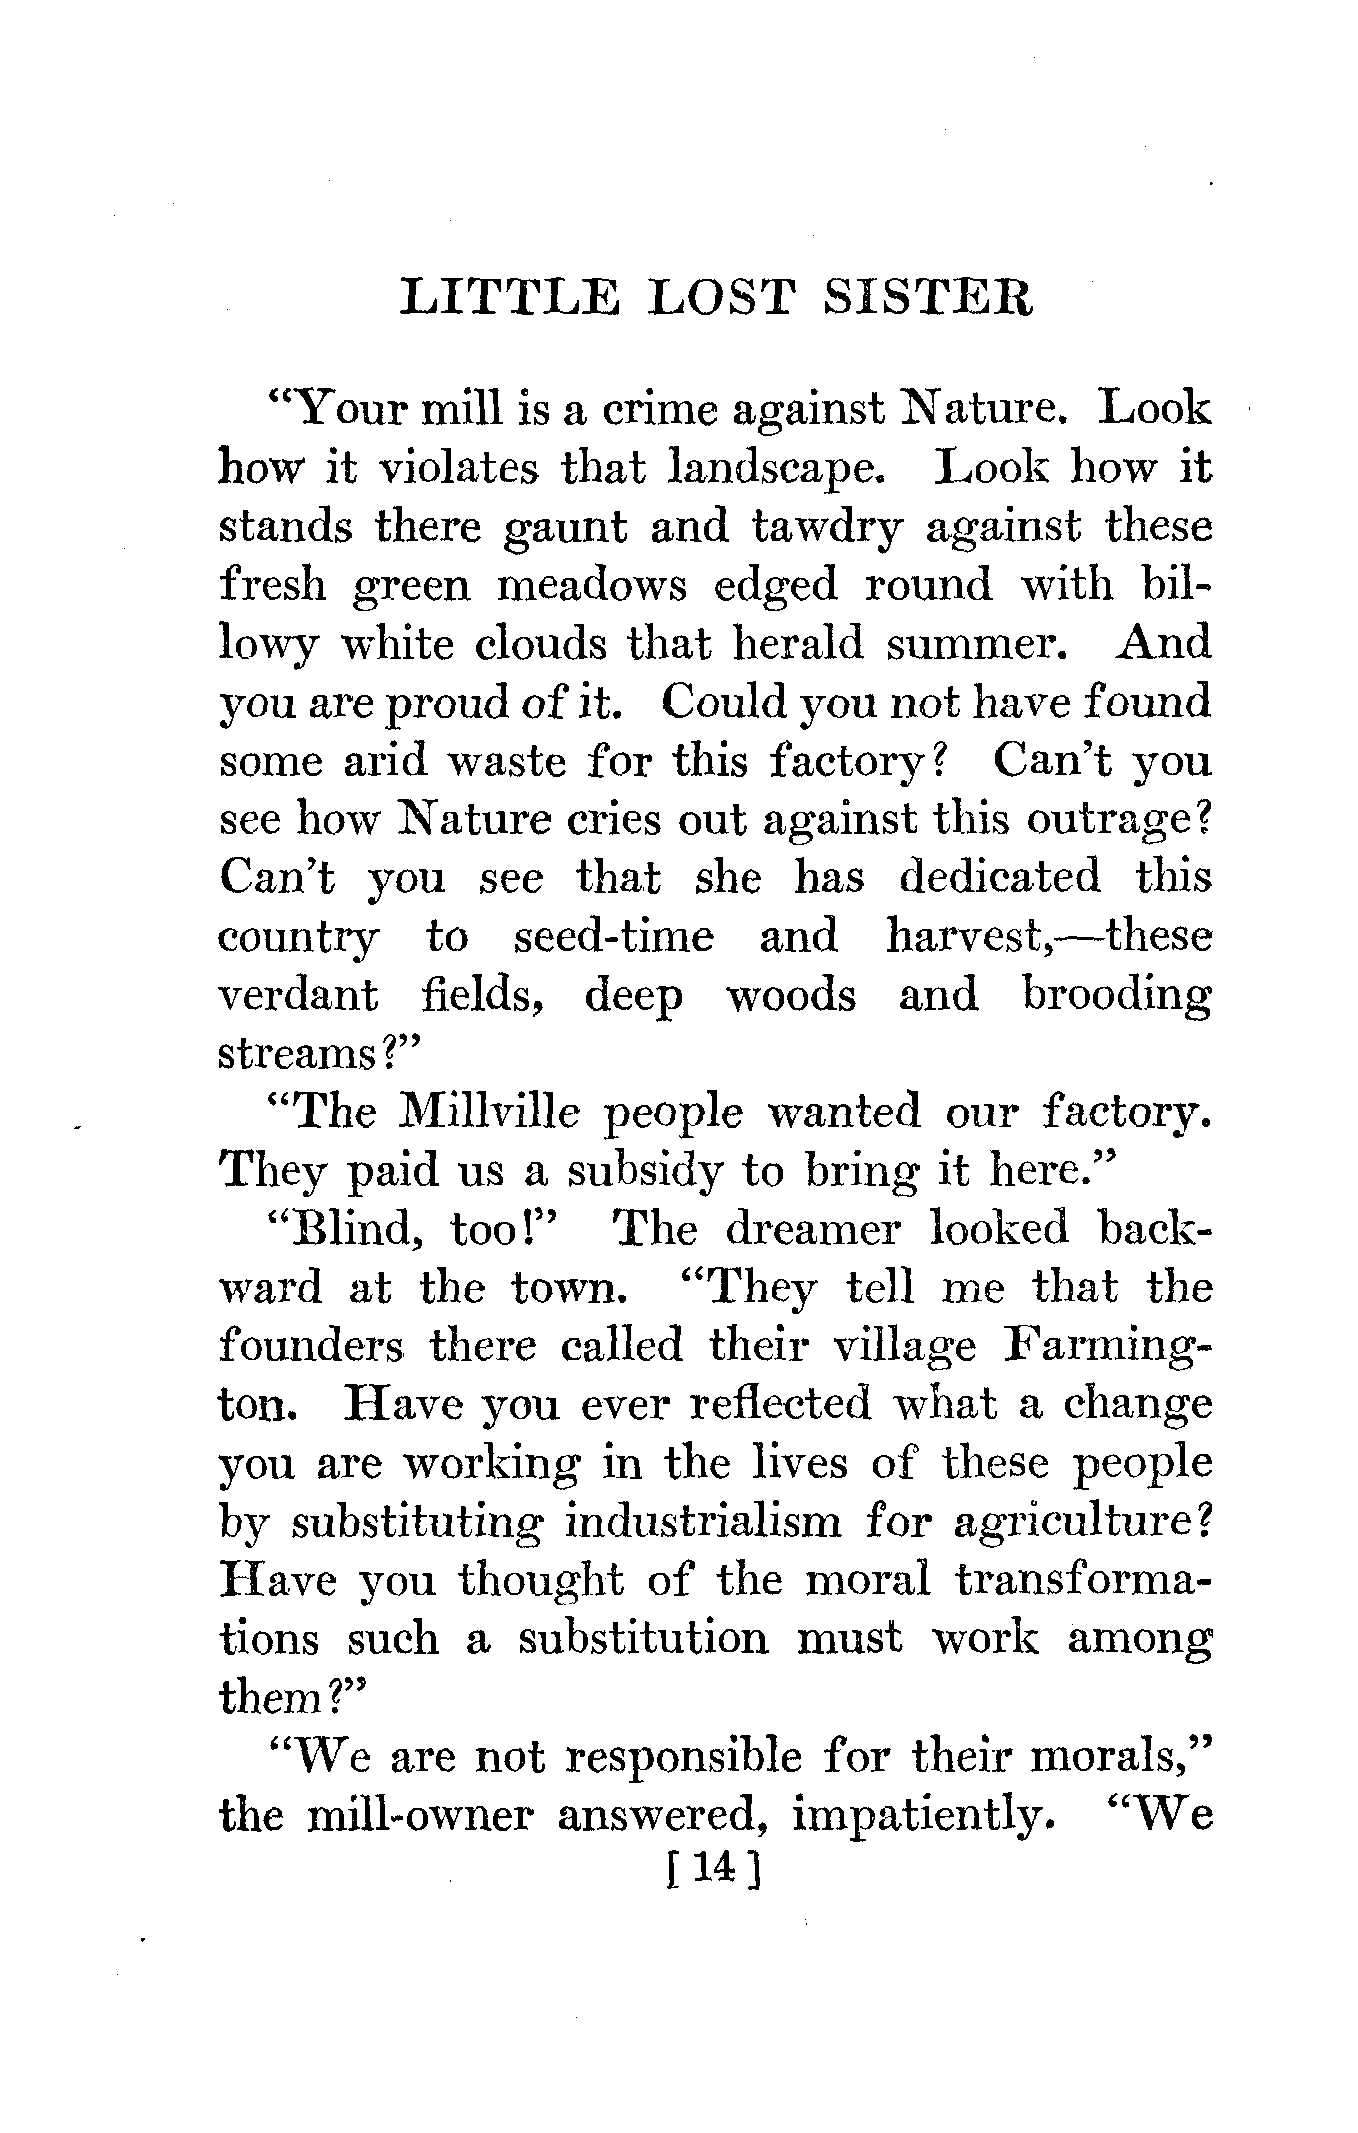 LITTLE LOST SISTER
“Your mill is a crime against Nature. Look
how it violates that landscape. Look how it
stands there gaunt and tawdry against these
fresh green meadows edged round with bil-
lowy white clouds that herald summer. And
you are proud of it. Could you not have found
some arid waste for this factory? Can’t you
see how Nature cries out against this outrage?
Can’t you see that she has dedicated this
country to seed-time and harvest,—these
verdant fields, deep woods and brooding
streams?”
“The Millville people wanted our factory.
They paid us a subsidy to bring it here.”
“Blind, too!” The dreamer looked back-
ward at the town. “They tell me that the
founders there called their village Farming-
ton. Have you ever reflected what a change
you are working in the lives of these people
by substituting industrialism for agriculture?
Have you thought of the moral transforma-
tions such a substitution must work among
them?”
“We are not responsible for their morals,”
the mill-owner answered, impatiently. “We
[ 14 ]